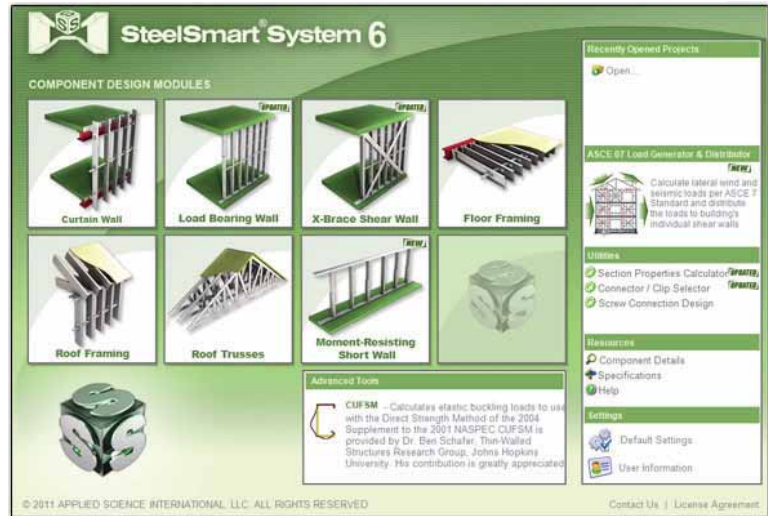 SteelSmart® System 6
COMPONENT DESIGN MODULES
Curtain Wall
UPDATED
Load Bearing Wall
UPDATED
X-Brace Shear Wall
Floor Framing
Roof Framing
Roof Trusses
NEW
Moment-Resisting
Short Wall
Advanced Tools
CUFSM - Calculates elastic buckling loads to use
with the Direct Strength Method of the 2004
Supplement to the 2001 NASPEC CUFSM is
provided by Dr. Ben Schafer, Thin-Walled
Structures Research Group, Johns Hopkins
University. His contribution is greatly appreciated
Recently Opened Projects
Open...
ASCE 07 Load Generator & Distributor
NEW
Calculate lateral wind and
seismic loads per ASCE 7
Standard and distribute
the loads to building's
individual shear walls
Utilities
Section Properties Calculator UPDATED
Connector / Clip Selector UPDATED
Screw Connection Design
Resources
Component Details
Specifications
Help
Settings
Default Settings
User Information
© 2011 APPLIED SCIENCE INTERNATIONAL, LLC. ALL RIGHTS RESERVED
Contact Us | License Agreement